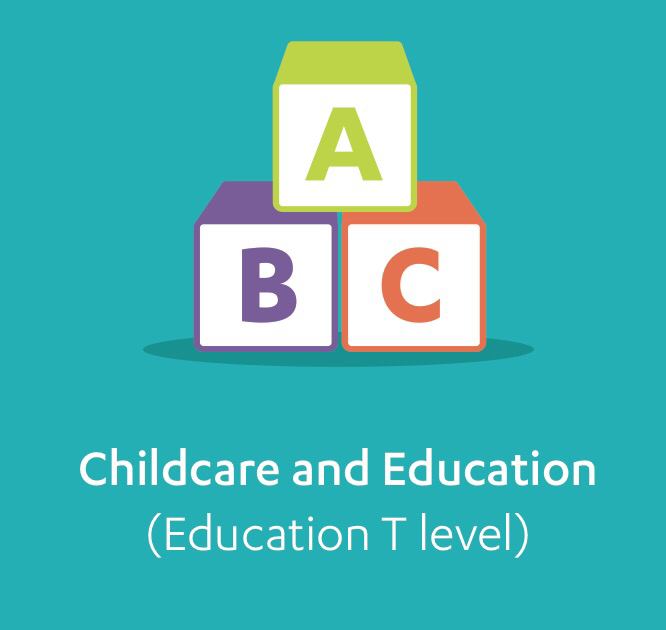 A
B C
Childcare and Education
(Education T level)